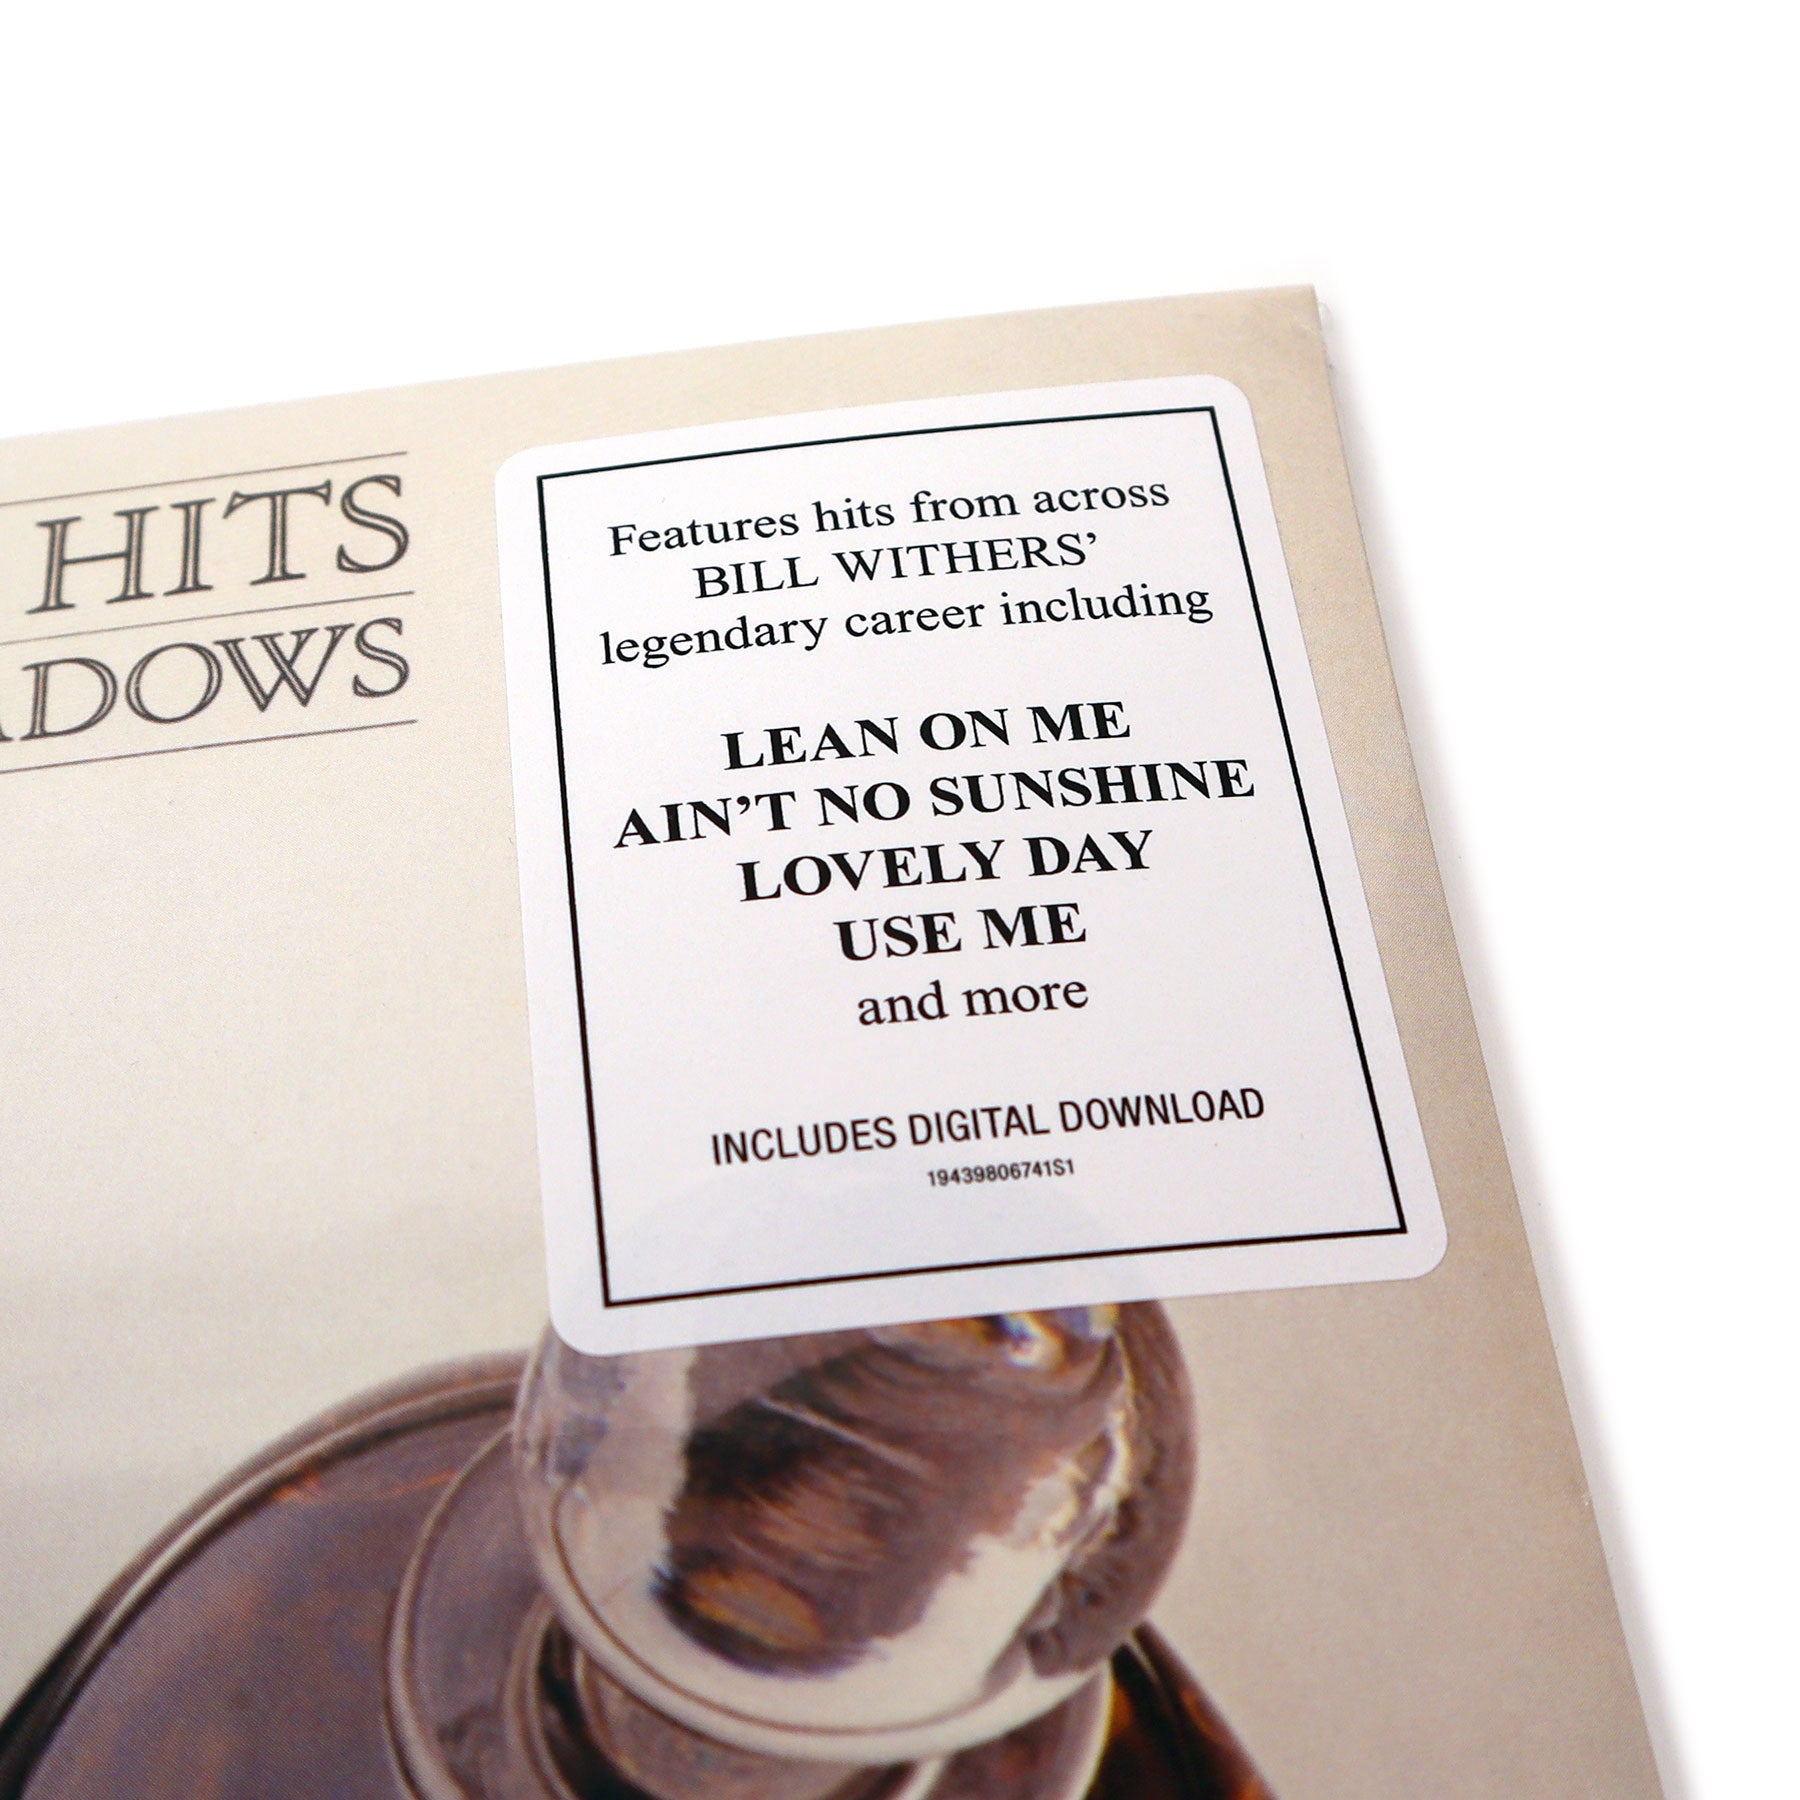 HITS
ADOWS
Features hits from across
BILL WITHERS’
legendary career including
LEAN ON ME
AIN’T NO SUNSHINE
LOVELY DAY
USE ME
and more
INCLUDES DIGITAL DOWNLOAD
19439806741S1